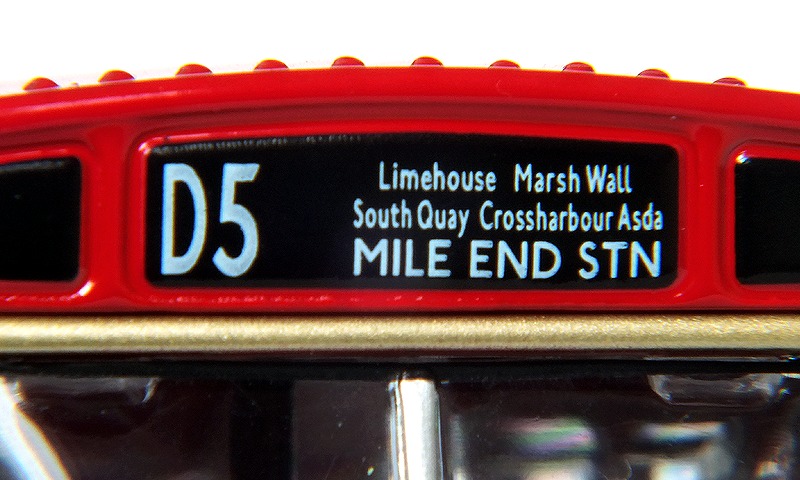 D5
Limehouse Marsh Wall
South Quay Crossharbour Asda
MILE END STN